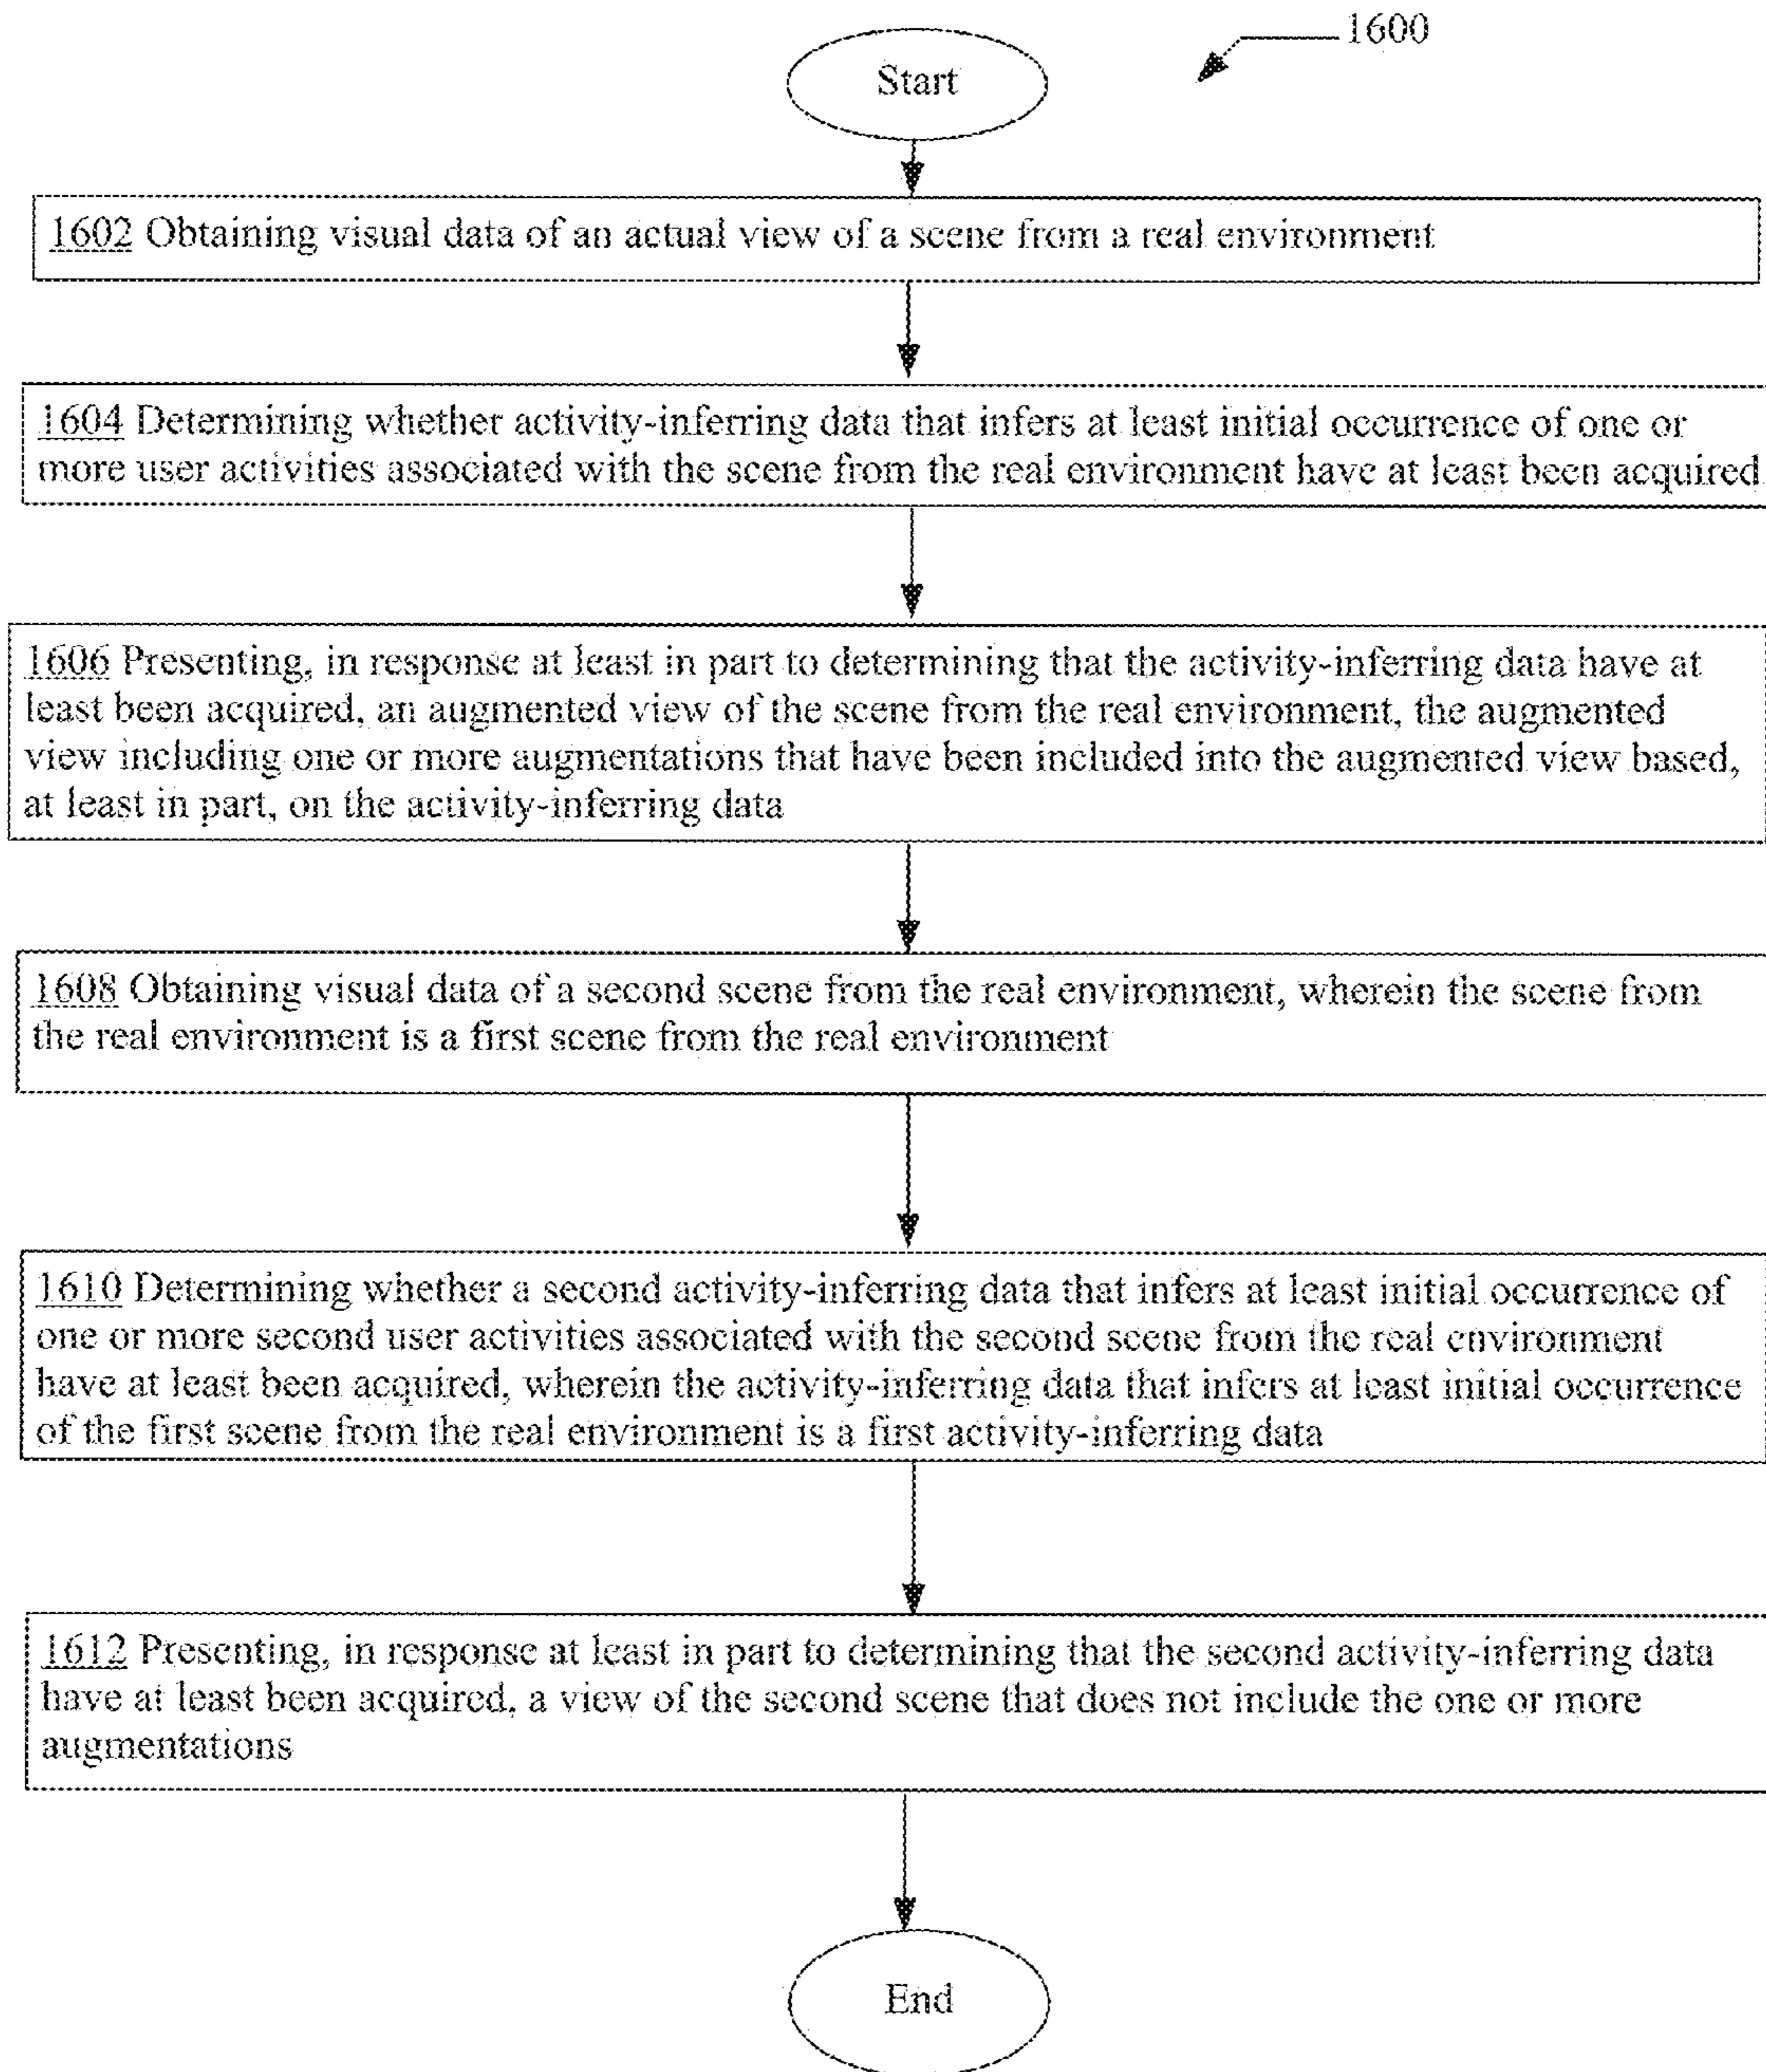 1600
Start
1602 Obtaining visual data of an actual view of a scene from a real environment
1604 Determining whether activity-inferring data that infers at least initial occurrence of one or
more user activities associated with the scene from the real environment have at least been acquired
1606 Presenting, in response at least in part to determining that the activity-inferring data have at
least been acquired, an augmented view of the scene from the real environment, the augmented
view including one or more augmentations that have been included into the augmented view based,
at least in part, on the activity-inferring data
1608 Obtaining visual data of a second scene from the real environment, wherein the scene from
the real environment is a first scene from the real environment
1610 Determining whether a second activity-inferring data that infers at least initial occurrence of
one or more second user activities associated with the second scene from the real environment
have at least been acquired, wherein the activity-inferring data that infers at least initial occurrence
of the first scene from the real environment is a first activity-inferring data
1612 Presenting, in response at least in part to determining that the second activity-inferring data
have at least been acquired, a view of the second scene that does not include the one or more
augmentations
End